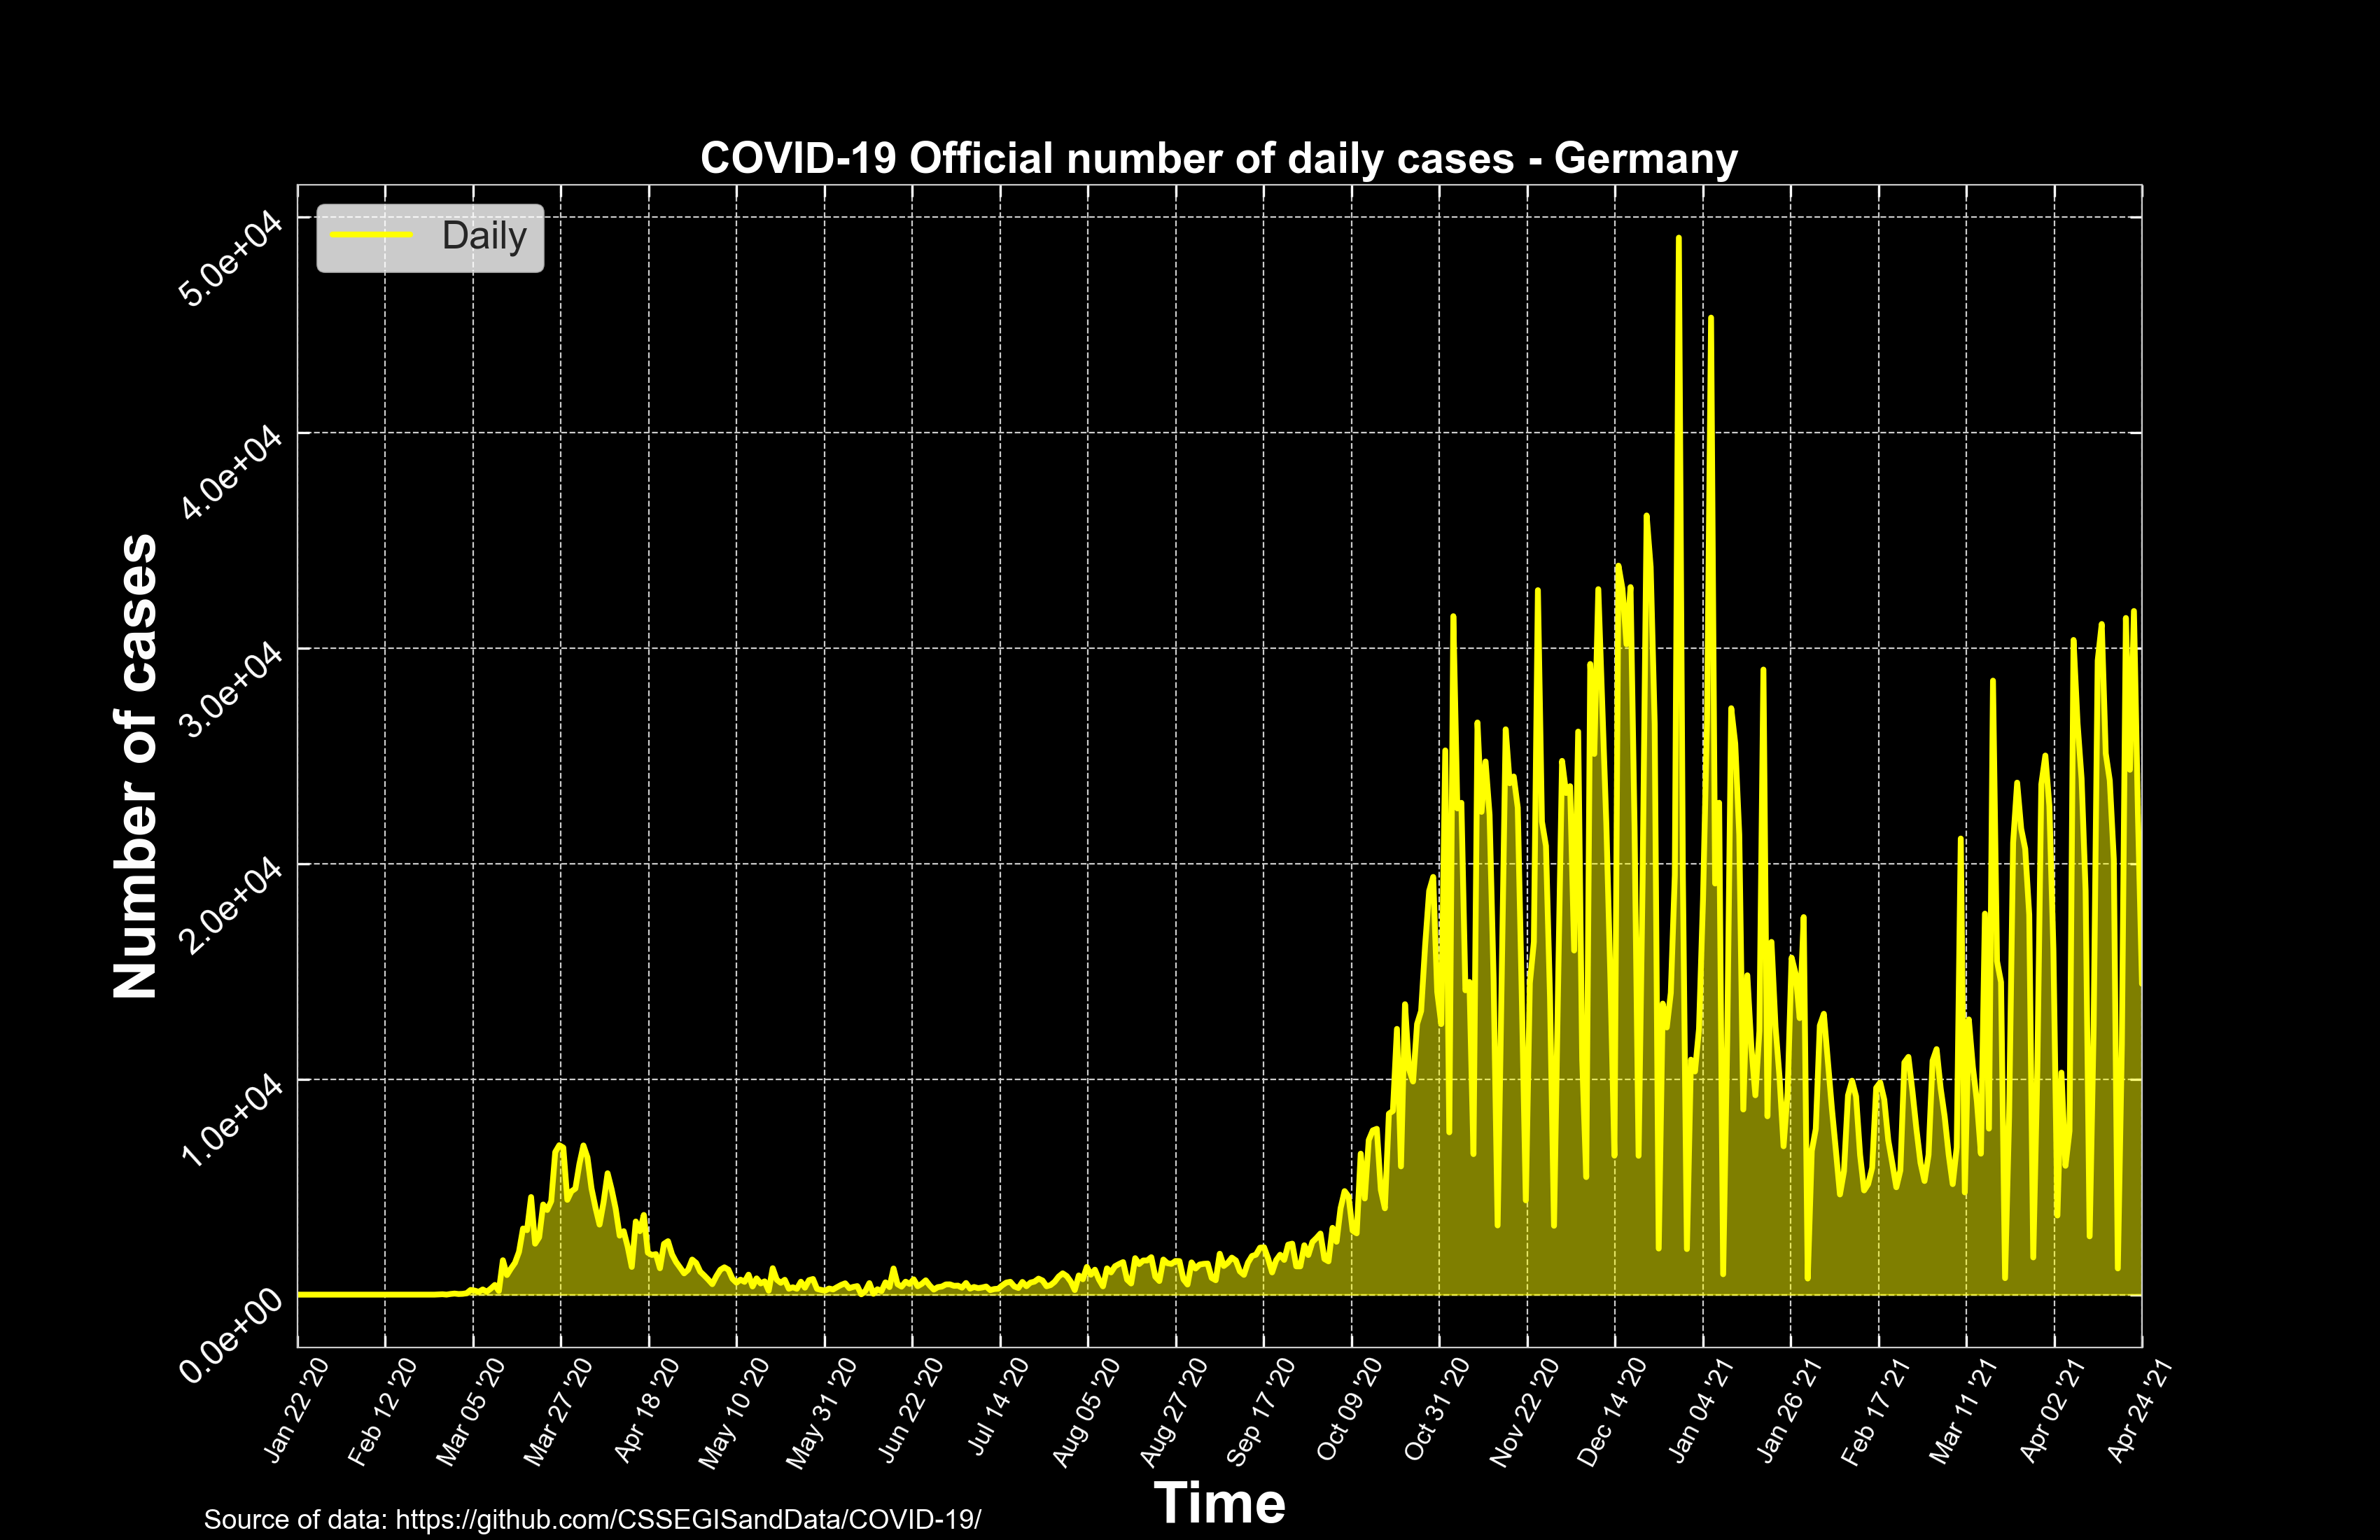 COVID-19 Official number of daily cases - Germany
Daily
Number of cases
5.0e+04
4.0e+04
3.0e+04
2.0e+04
1.0e+04
0.0e+00
Jan 22 '20
Feb 12 '20
Mar 05 '20
Mar 27 '20
Apr 18 '20
May 10 '20
May 31 '20
Jun 22 '20
Jul 14 '20
Aug 05 '20
Aug 27 '20
Sep 17 '20
Oct 09 '20
Oct 31 '20
Nov 22 '20
Dec 14 '20
Jan 04 '21
Jan 26 '21
Feb 17 '21
Mar 11 '21
Apr 02 '21
Apr 24 '21
Time
Source of data: https://github.com/CSSEGISandData/COVID-19/